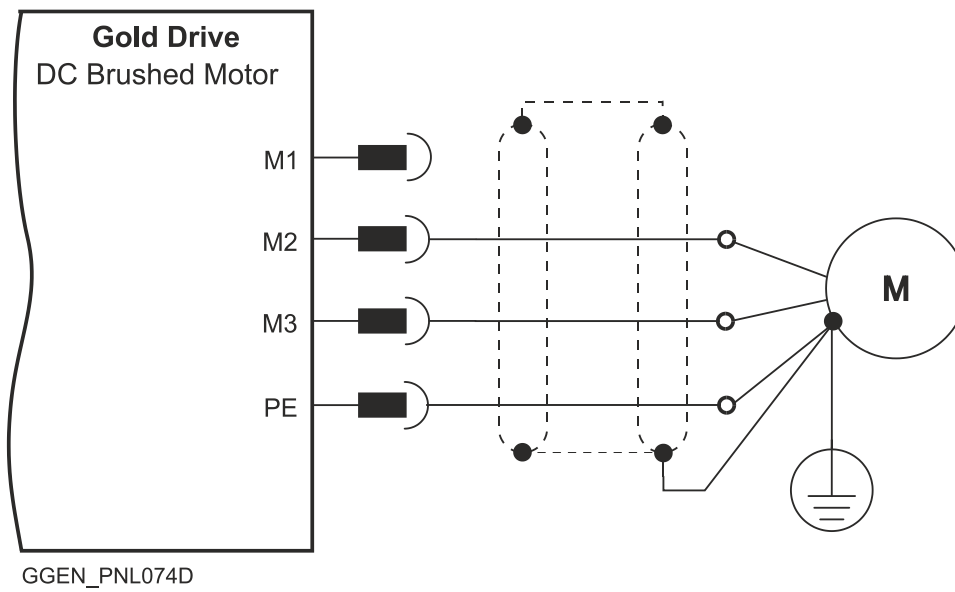 Gold Drive
DC Brushed Motor
M1
M2
M3
PE
M
GGEN_PNL074D